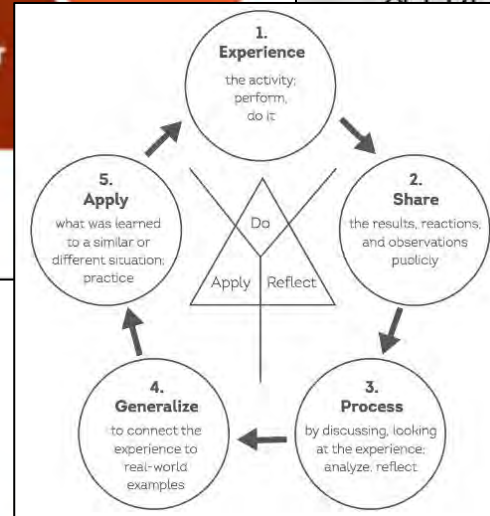 1.
Experience
the activity;
perform,
do it
2.
Share
the results, reactions,
and observations
publicly
3.
Process
by discussing, looking
at the experience;
analyze, reflect
4.
Generalize
to connect the
experience to
real-world
examples
5.
Apply
what was learned
to a similar or
different situation;
practice
Do
Apply
Reflect